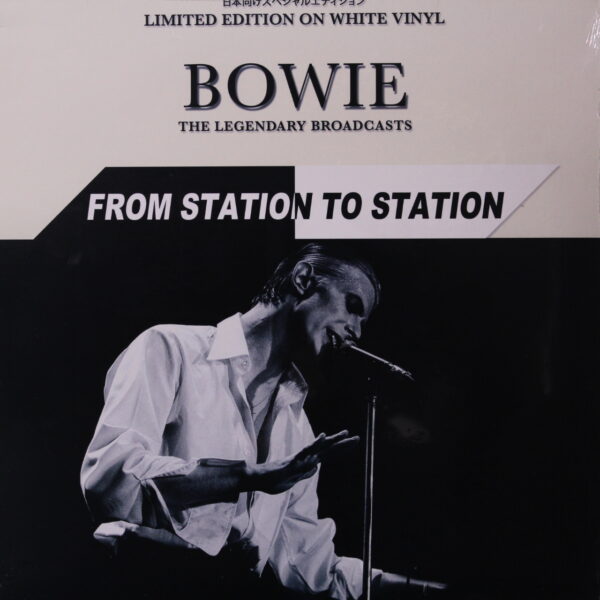 日本向けスペシャルエディション
LIMITED EDITION ON WHITE VINYL
BOWIE
THE LEGENDARY BROADCASTS
FROM STATION TO STATION